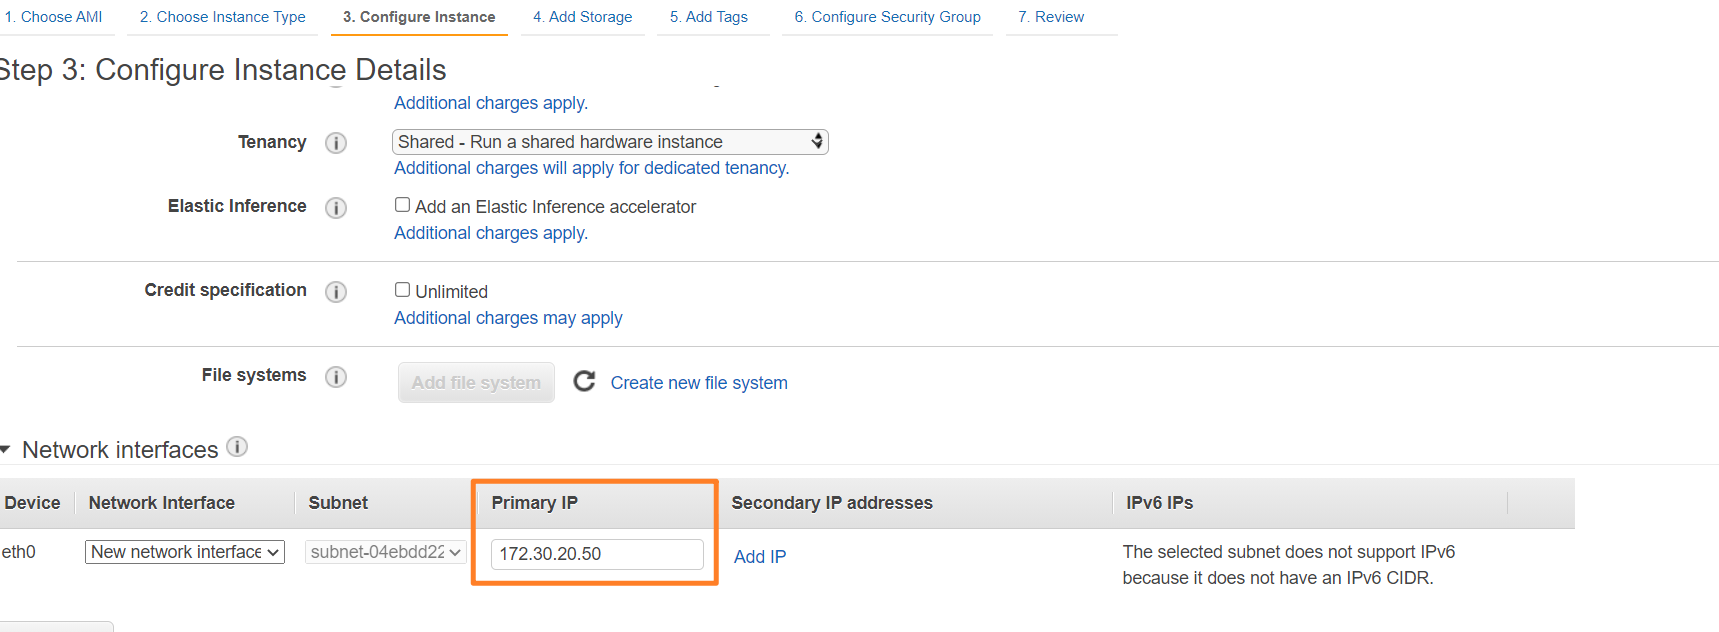 1. Choose AMI
2. Choose Instance Type
3. Configure Instance
4. Add Storage
5. Add Tags
6. Configure Security Group
7. Review
Step 3: Configure Instance Details
Additional charges apply.
Tenancy
Shared - Run a shared hardware instance
Additional charges will apply for dedicated tenancy.
Elastic Inference
Add an Elastic Inference accelerator
Additional charges apply.
Credit specification
Unlimited
Additional charges may apply
File systems
Add file system
Create new file system
Network interfaces
Device
Network Interface
Subnet
Primary IP
Secondary IP addresses
IPv6 IPs
eth0
New network interface
subnet-04ebdd22
172.30.20.50
Add IP
The selected subnet does not support IPv6
because it does not have an IPv6 CIDR.